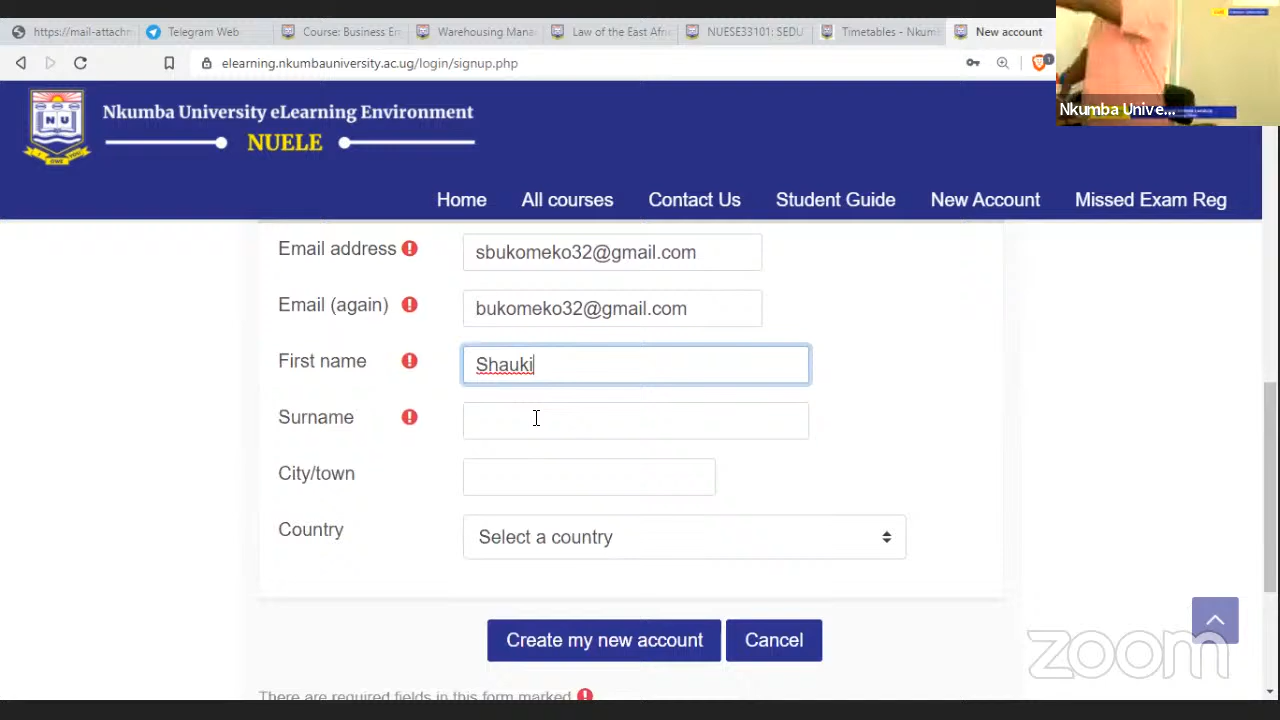 https://mail-attachm
Telegram Web
Course: Business En
Warehousing Mana
Law of the East Afri
NUESE33101: SEDU
Timetables - Nkumb
New account
elearning.nkumbauniversity.ac.ug/login/signup.php
1
Nkumba Unive...
NU
Nkumba University eLearning Environment
NUELE
Home All courses Contact Us Student Guide New Account Missed Exam Reg
Email address sbukomeko32@gmail.com
Email (again) bukomeko32@gmail.com
First name Shauki
Surname
City/town
Country Select a country
Create my new account Cancel
zoom
There are required fields in this form marked